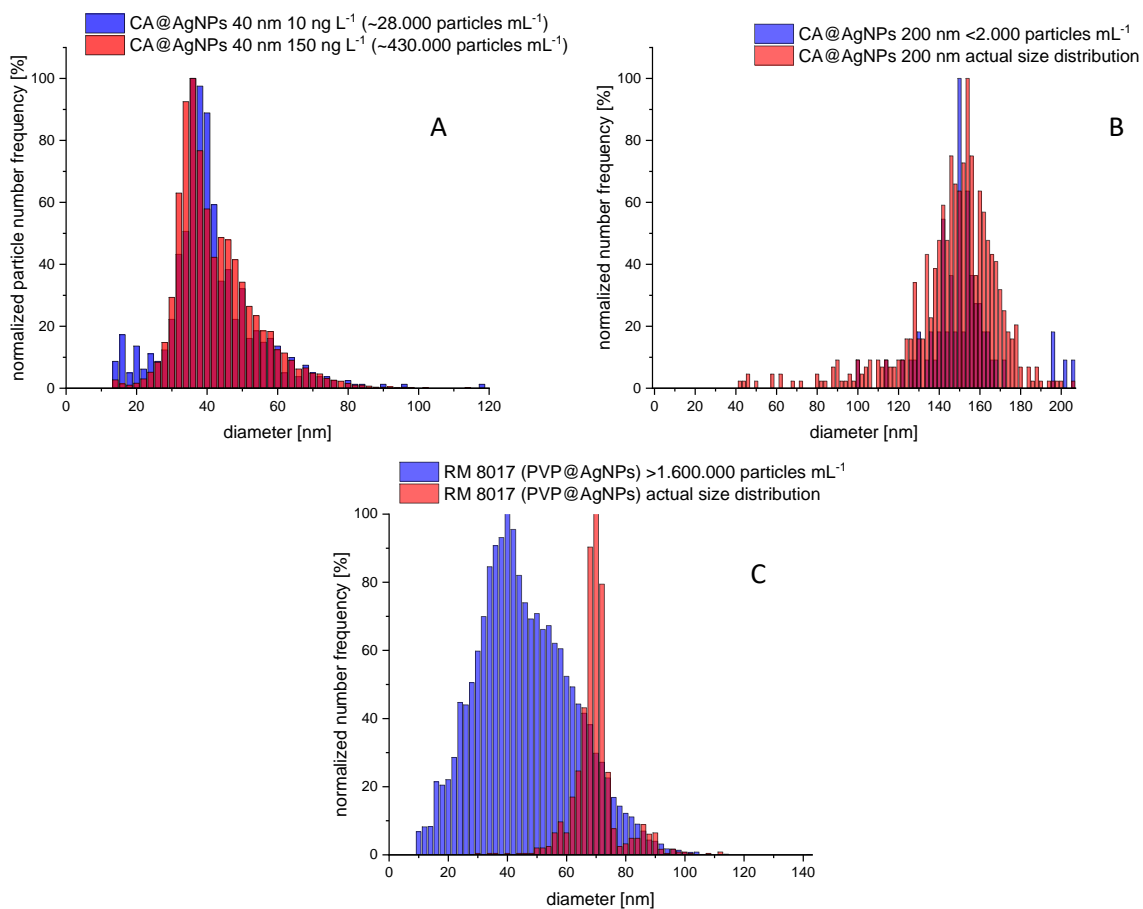 CA@AgNPs 40 nm 10 ng L⁻¹ (~28.000 particles mL⁻¹)
CA@AgNPs 40 nm 150 ng L⁻¹ (~430.000 particles mL⁻¹)
normalized particle number frequency [%]
100
80
60
40
20
0
A
0 20 40 60 80 100 120
diameter [nm]
CA@AgNPs 200 nm <2.000 particles mL⁻¹
CA@AgNPs 200 nm actual size distribution
normalized number frequency [%]
100
80
60
40
20
0
B
0 20 40 60 80 100 120 140 160 180 200
diameter [nm]
RM 8017 (PVP@AgNPs) >1.600.000 particles mL⁻¹
RM 8017 (PVP@AgNPs) actual size distribution
normalized number frequency [%]
100
80
60
40
20
0
C
0 20 40 60 80 100 120 140
diameter [nm]